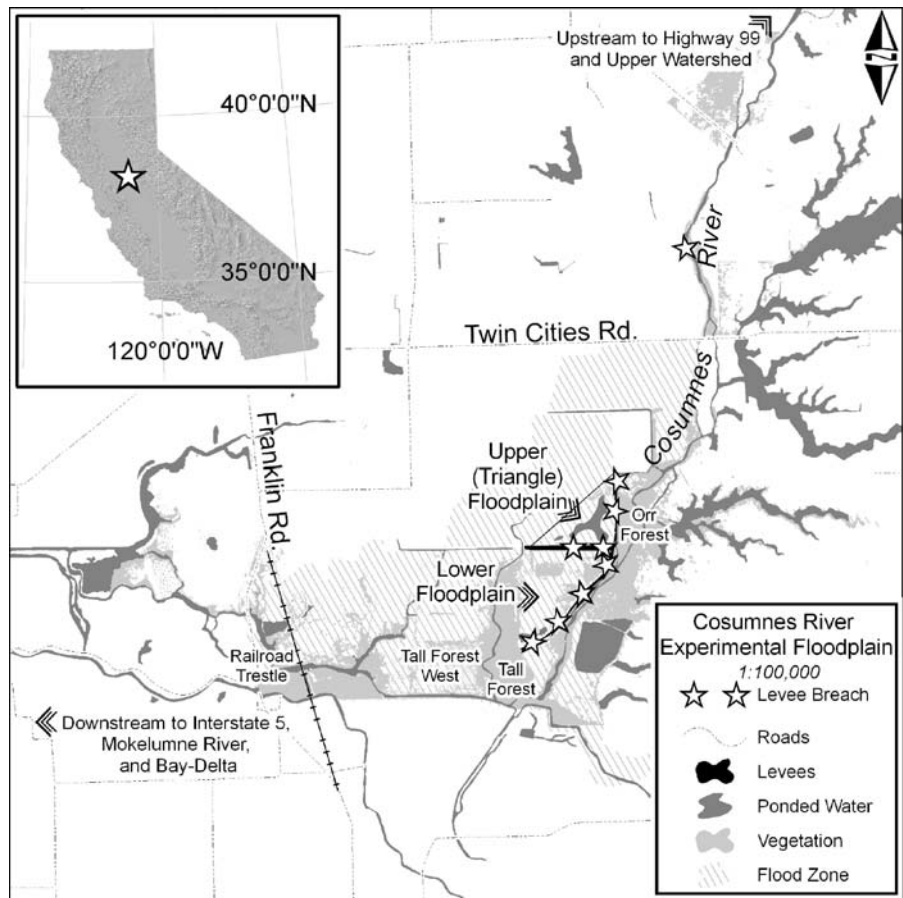 Upstream to Highway 99
and Upper Watershed
N
40°0'0"N
35°0'0"N
120°0'0"W
River
Twin Cities Rd.
Cosumnes
Franklin Rd.
Upper
(Triangle)
Floodplain
Orr
Forest
Lower
Floodplain
Railroad
Trestle
Tall Forest
West
Tall
Forest
Downstream to Interstate 5,
Mokelumne River,
and Bay-Delta
Cosumnes River
Experimental Floodplain
1:100,000
Levee Breach
Roads
Levees
Ponded Water
Vegetation
Flood Zone